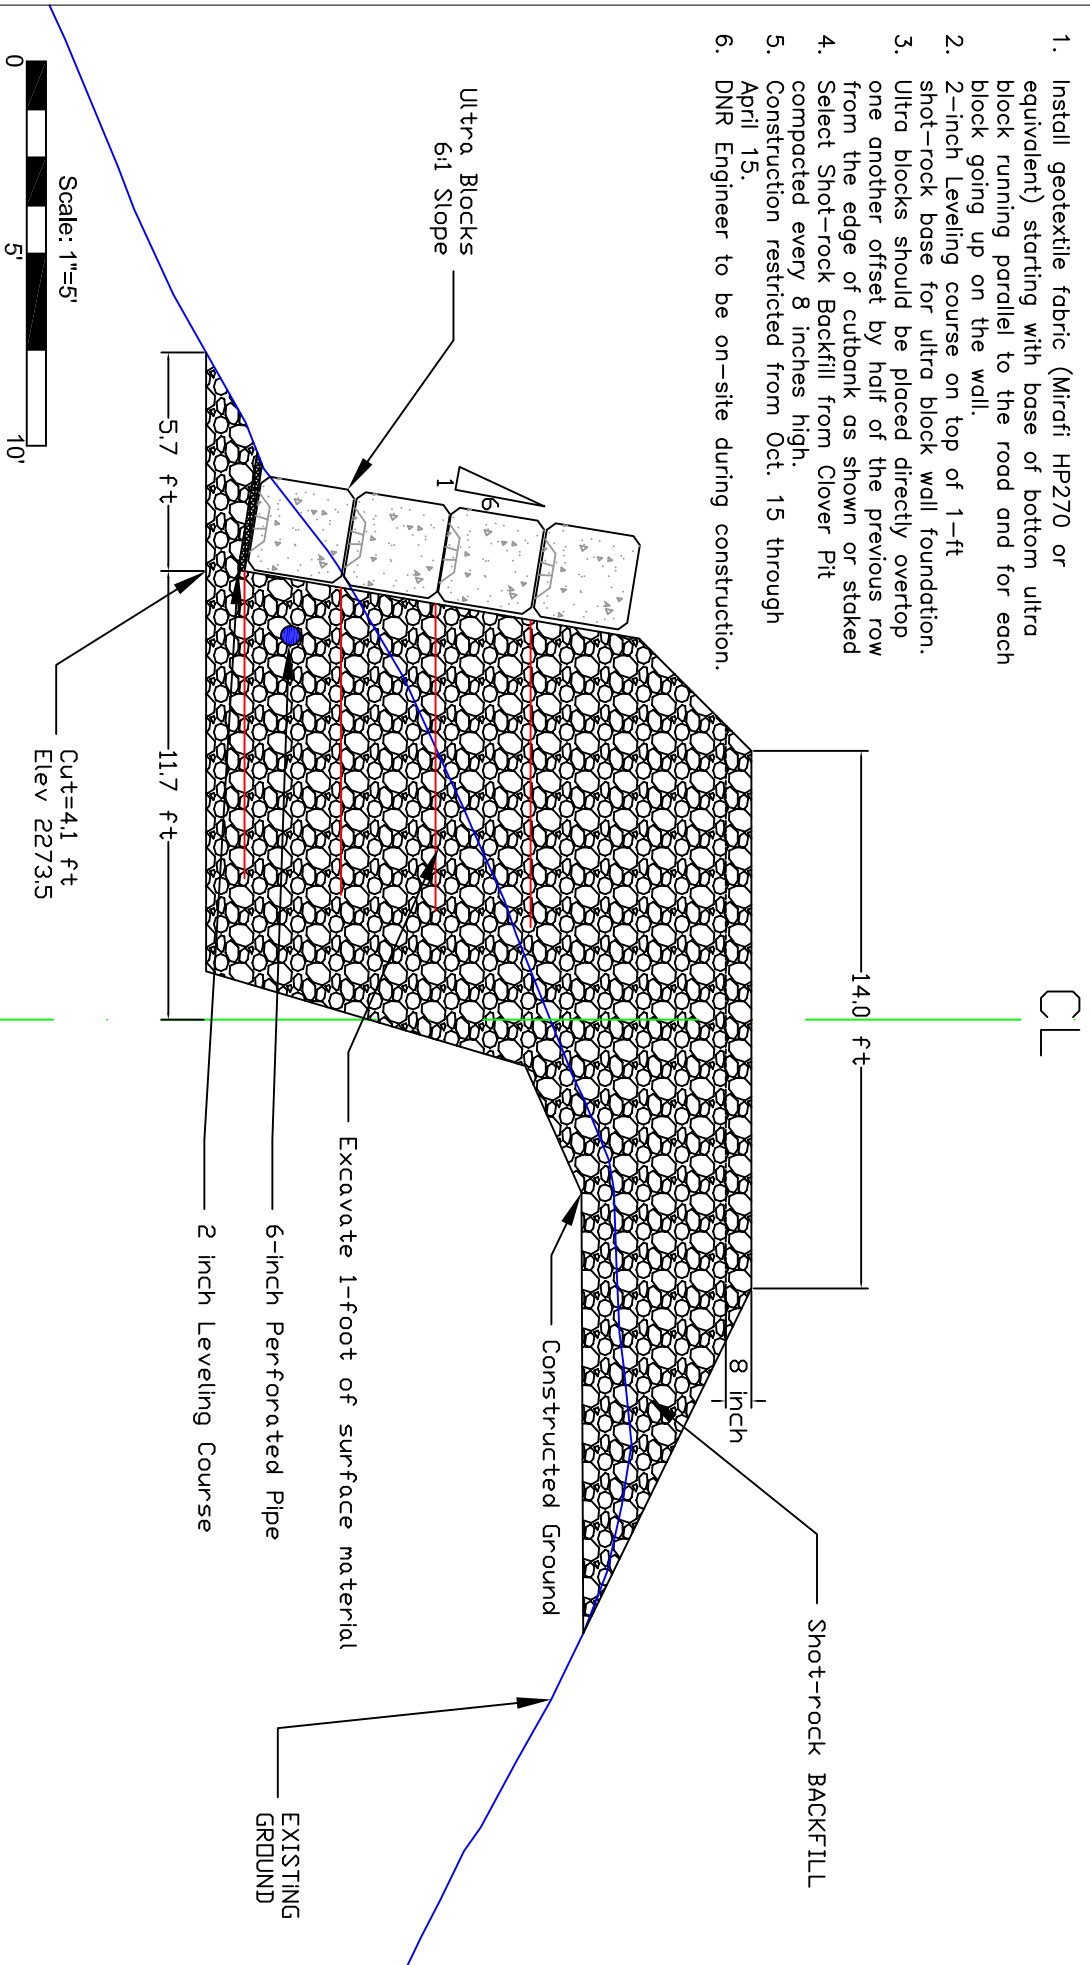 1. Install geotextile fabric (Mirafi HP270 or
equivalent) starting with base of bottom ultra
block running parallel to the road and for each
block going up on the wall.
2. 2-inch Leveling course on top of 1-ft
shot-rock base for ultra block wall foundation.
3. Ultra blocks should be placed directly overtop
one another offset by half of the previous row
from the edge of cutbank as shown or staked
4. Select Shot-rock Backfill from Clover Pit
compacted every 8 inches high.
5. Construction restricted from Oct. 15 through
April 15.
6. DNR Engineer to be on-site during construction.
CL
14.0 ft
8 inch
Shot-rock BACKFILL
Ultra Blocks
6:1 Slope
1
6
Constructed Ground
Excavate 1-foot of surface material
6-inch Perforated Pipe
2 inch Leveling Course
EXISTING
GROUND
5.7 ft
11.7 ft
Cut=4.1 ft
Elev 2273.5
Scale: 1"=5'
0
5'
10'